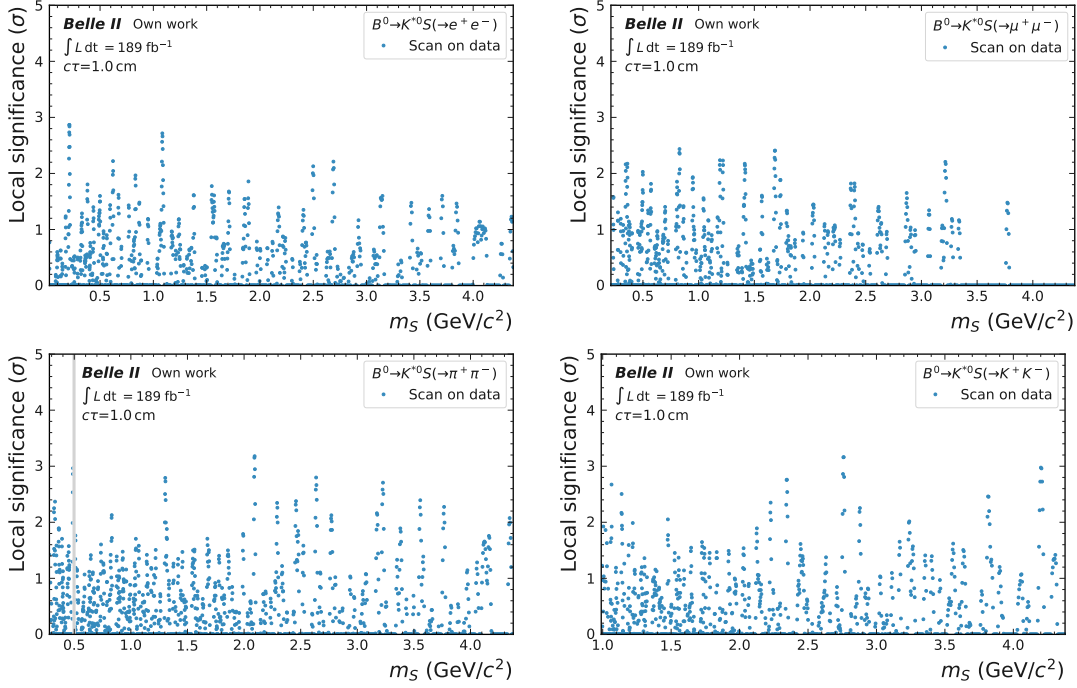 Belle II Own work
∫ L dt = 189 fb⁻¹
cτ=1.0 cm
B⁰→K*⁰S(→e⁺e⁻)
Scan on data
Local significance (σ)
5
4
3
2
1
0
0.5 1.0 1.5 2.0 2.5 3.0 3.5 4.0
m_S (GeV/c²)
Belle II Own work
∫ L dt = 189 fb⁻¹
cτ=1.0 cm
B⁰→K*⁰S(→μ⁺μ⁻)
Scan on data
Local significance (σ)
5
4
3
2
1
0
0.5 1.0 1.5 2.0 2.5 3.0 3.5 4.0
m_S (GeV/c²)
Belle II Own work
∫ L dt = 189 fb⁻¹
cτ=1.0 cm
B⁰→K*⁰S(→π⁺π⁻)
Scan on data
Local significance (σ)
5
4
3
2
1
0
0.5 1.0 1.5 2.0 2.5 3.0 3.5 4.0
m_S (GeV/c²)
Belle II Own work
∫ L dt = 189 fb⁻¹
cτ=1.0 cm
B⁰→K*⁰S(→K⁺K⁻)
Scan on data
Local significance (σ)
5
4
3
2
1
0
1.0 1.5 2.0 2.5 3.0 3.5 4.0
m_S (GeV/c²)